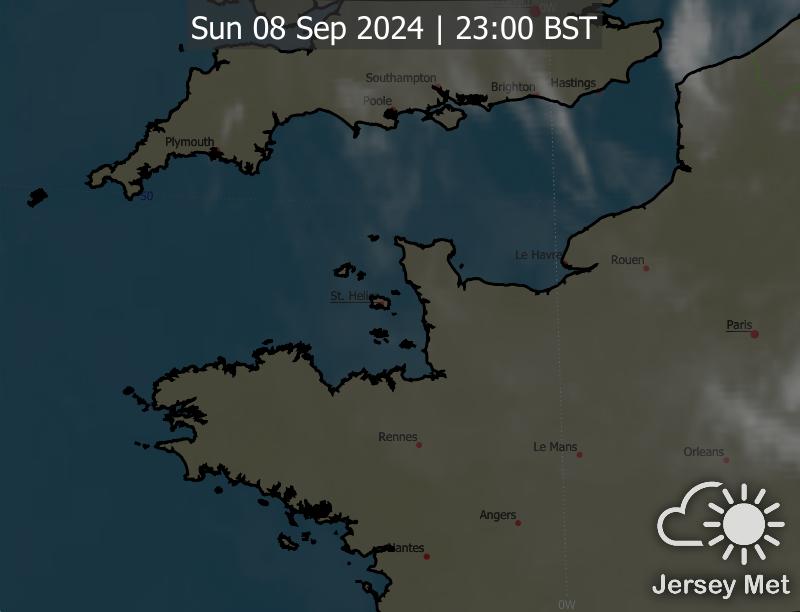 Sun 08 Sep 2024 | 23:00 BST
Southampton
Poole
Brighton
Hastings
Plymouth
50
Le Havre
Rouen
St. Helier
Paris
Rennes
Le Mans
Orleans
Angers
Nantes
Jersey Met
0W